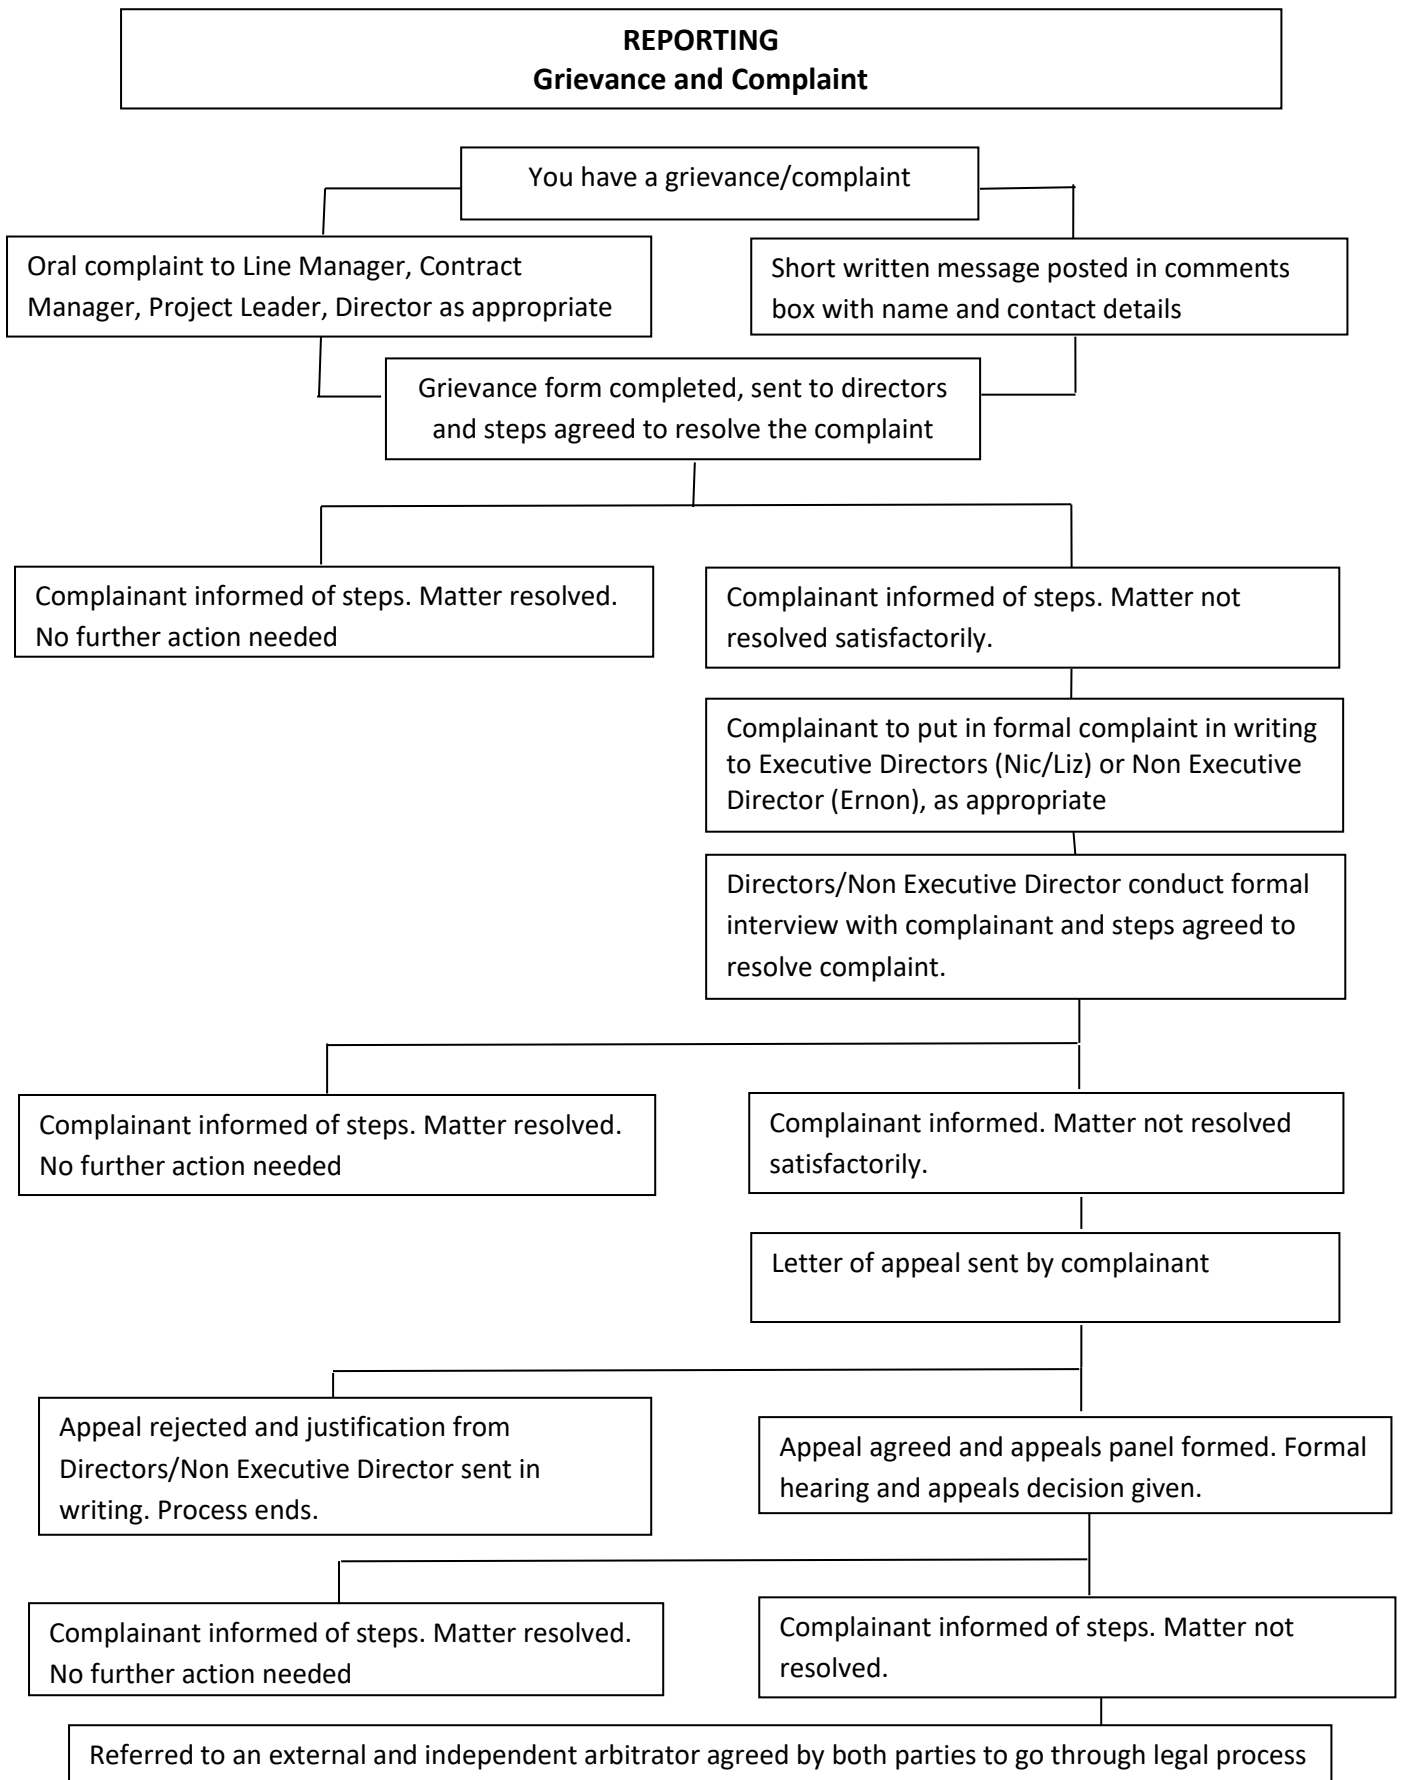 REPORTING
Grievance and Complaint
You have a grievance/complaint
Oral complaint to Line Manager, Contract
Manager, Project Leader, Director as appropriate
Short written message posted in comments
box with name and contact details
Grievance form completed, sent to directors
and steps agreed to resolve the complaint
Complainant informed of steps. Matter resolved.
No further action needed
Complainant informed of steps. Matter not
resolved satisfactorily.
Complainant to put in formal complaint in writing
to Executive Directors (Nic/Liz) or Non Executive
Director (Ernon), as appropriate
Directors/Non Executive Director conduct formal
interview with complainant and steps agreed to
resolve complaint.
Complainant informed of steps. Matter resolved.
No further action needed
Complainant informed. Matter not resolved
satisfactorily.
Letter of appeal sent by complainant
Appeal rejected and justification from
Directors/Non Executive Director sent in
writing. Process ends.
Appeal agreed and appeals panel formed. Formal
hearing and appeals decision given.
Complainant informed of steps. Matter resolved.
No further action needed
Complainant informed of steps. Matter not
resolved.
Referred to an external and independent arbitrator agreed by both parties to go through legal process